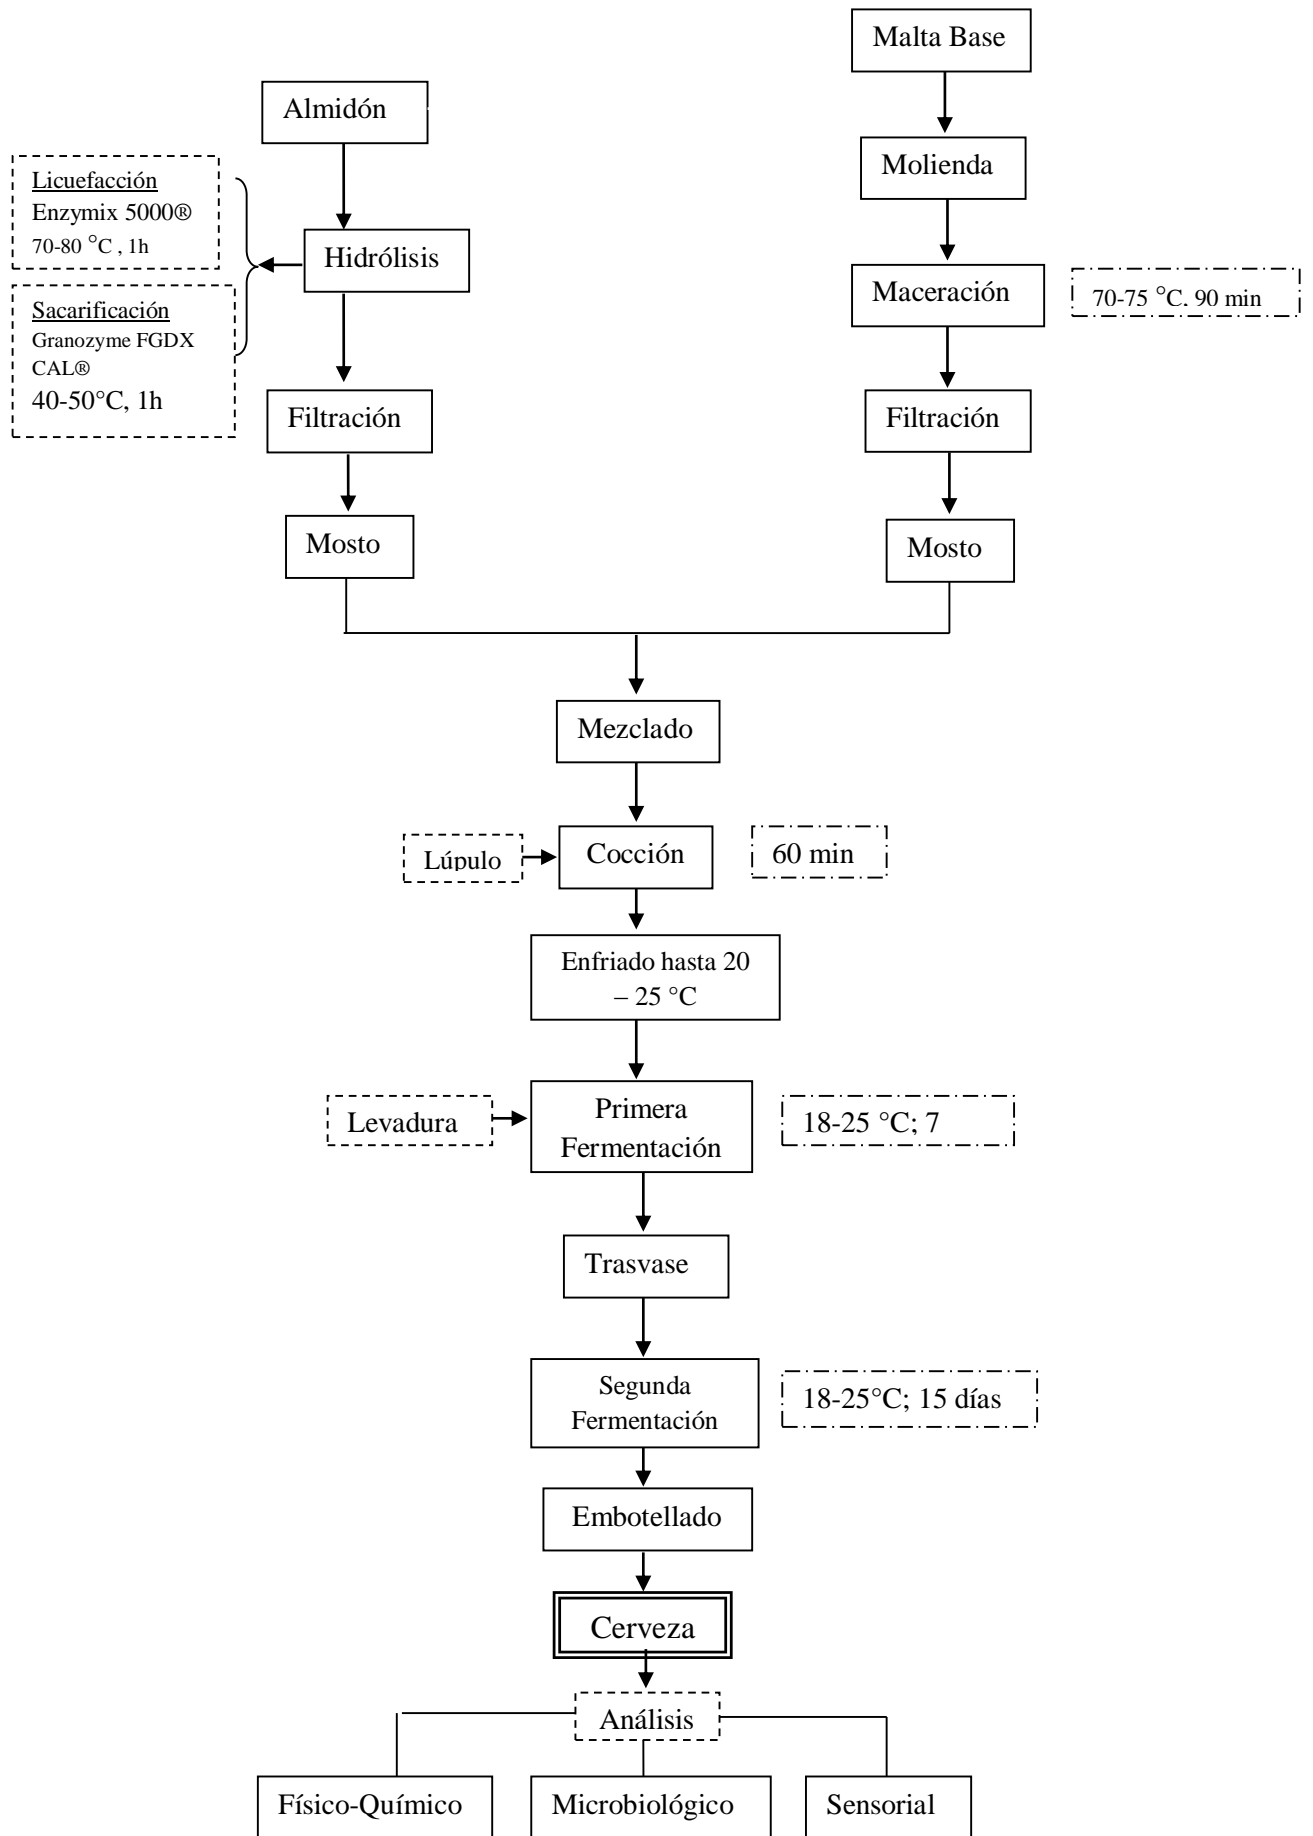 Malta Base
Almidón
Molienda
Licuefacción
Enzymix 5000®
70-80 °C , 1h
Hidrólisis
Maceración
70-75 °C. 90 min
Sacarificación
Granozyme FGDX
CAL®
40-50°C, 1h
Filtración
Filtración
Mosto
Mosto
Mezclado
Lúpulo
Cocción
60 min
Enfriado hasta 20
– 25 °C
Levadura
Primera
Fermentación
18-25 °C; 7
Trasvase
Segunda
Fermentación
18-25°C; 15 días
Embotellado
Cerveza
Análisis
Físico-Químico
Microbiológico
Sensorial